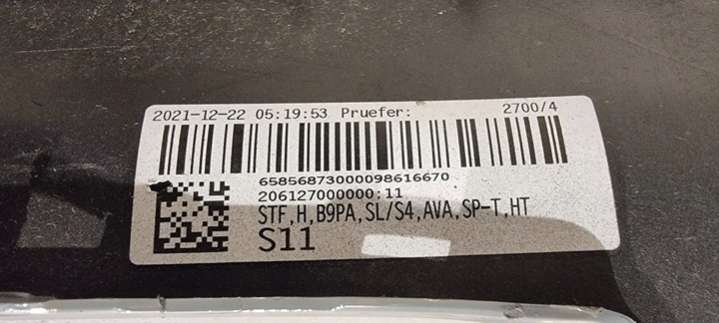 2021-12-22 05:19:53 Pruefer: 2700/4
65856873000098616670
206127000000:11
STF,H,B9PA,SL/S4,AVA,SP-T,HT
S11